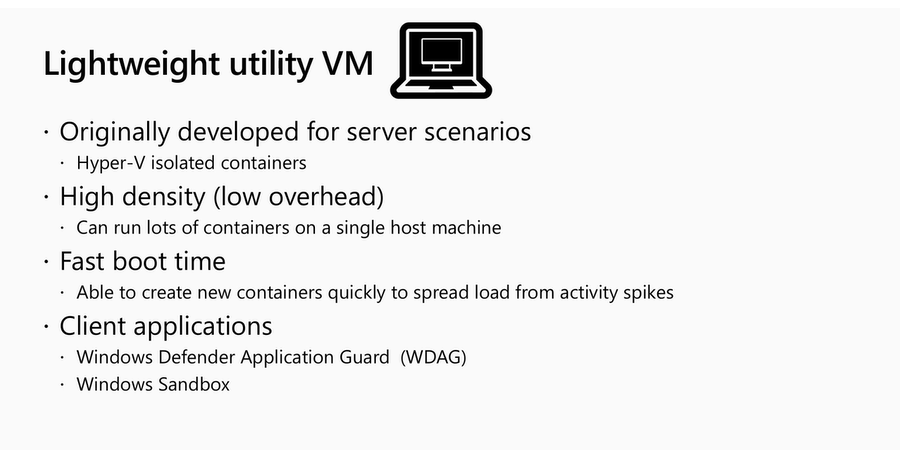 Lightweight utility VM
· Originally developed for server scenarios
· Hyper-V isolated containers
· High density (low overhead)
· Can run lots of containers on a single host machine
· Fast boot time
· Able to create new containers quickly to spread load from activity spikes
· Client applications
· Windows Defender Application Guard  (WDAG)
· Windows Sandbox